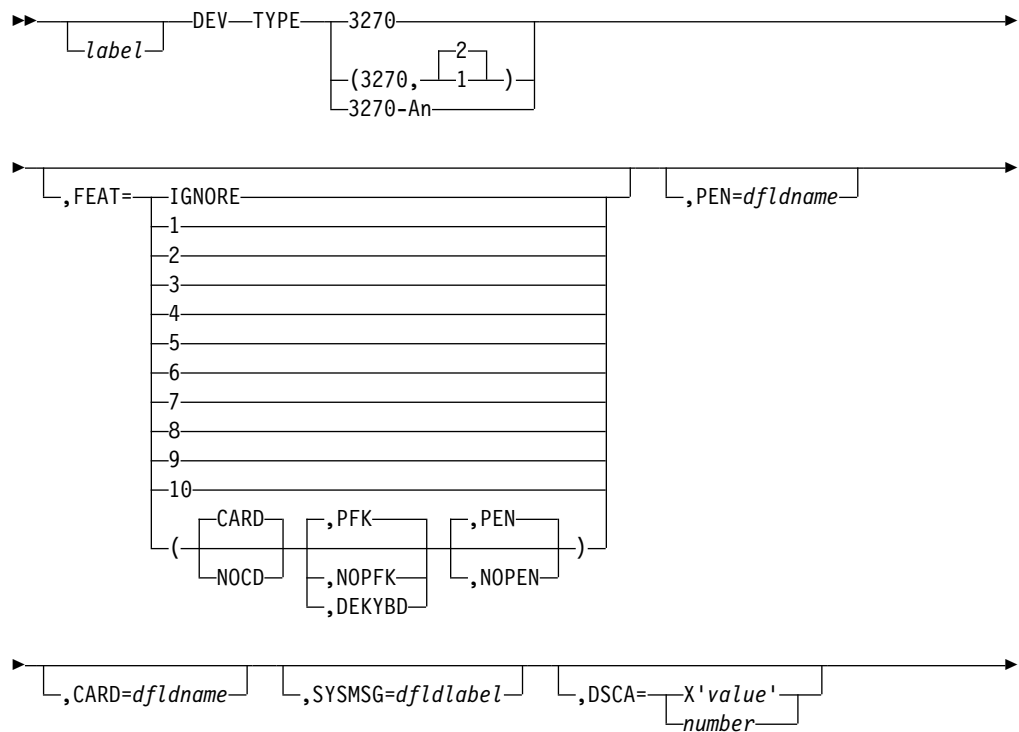 DEV TYPE 3270
label 2
(3270, 1 )
3270-An
,FEAT= IGNORE ,PEN=dfldname
1
2
3
4
5
6
7
8
9
10
CARD ,PFK ,PEN
( )
NOCD ,NOPFK ,NOPEN
,DEKYBD
,CARD=dfldname ,SYSMSG=dfldlabel ,DSCA= X'value'
number